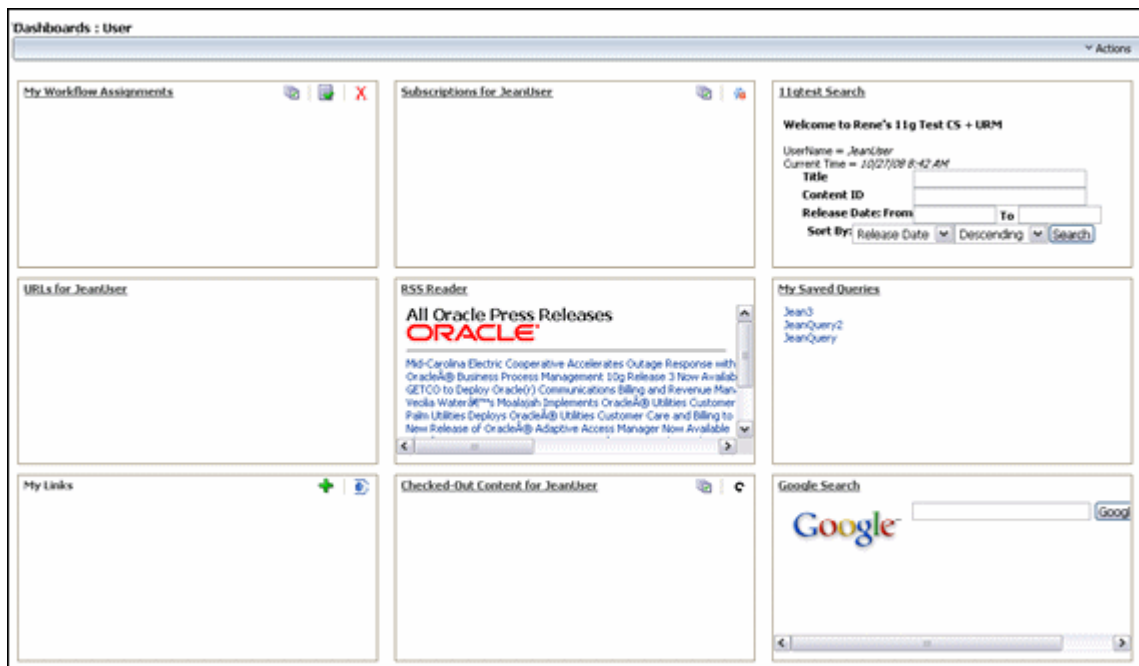 Dashboards : User
Actions
My Workflow Assignments
Subscriptions for JeanUser
11gtest Search
Welcome to Rene's 11g Test CS + URM
UserName = JeanUser
Current Time = 10/27/08 8:42 AM
Title
Content ID
Release Date: From To
Sort By: Release Date Descending Search
URLs for JeanUser
RSS Reader
All Oracle Press Releases
ORACLE
Mid-Carolina Electric Cooperative Accelerates Outage Response with
OracleÂ® Business Process Management 10g Release 3 Now Availab
GETCO to Deploy Oracle(r) Communications Billing and Revenue Man
Veolia Waterâ€™s Moalajah Implements OracleÂ® Utilities Customer
Palm Utilities Deploys OracleÂ® Utilities Customer Care and Billing to
New Release of OracleÂ® Adaptive Access Manager Now Available
My Saved Queries
Jean3
JeanQuery2
JeanQuery
My Links
Checked-Out Content for JeanUser
Google Search
Google
Googl